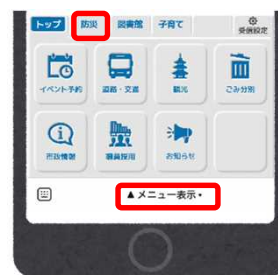 トップ 防災 図書館 子育て 受信設定
イベント予約 道路・交通 観光 ごみ分別
市政情報 職員採用 お知らせ
▲メニュー表示・